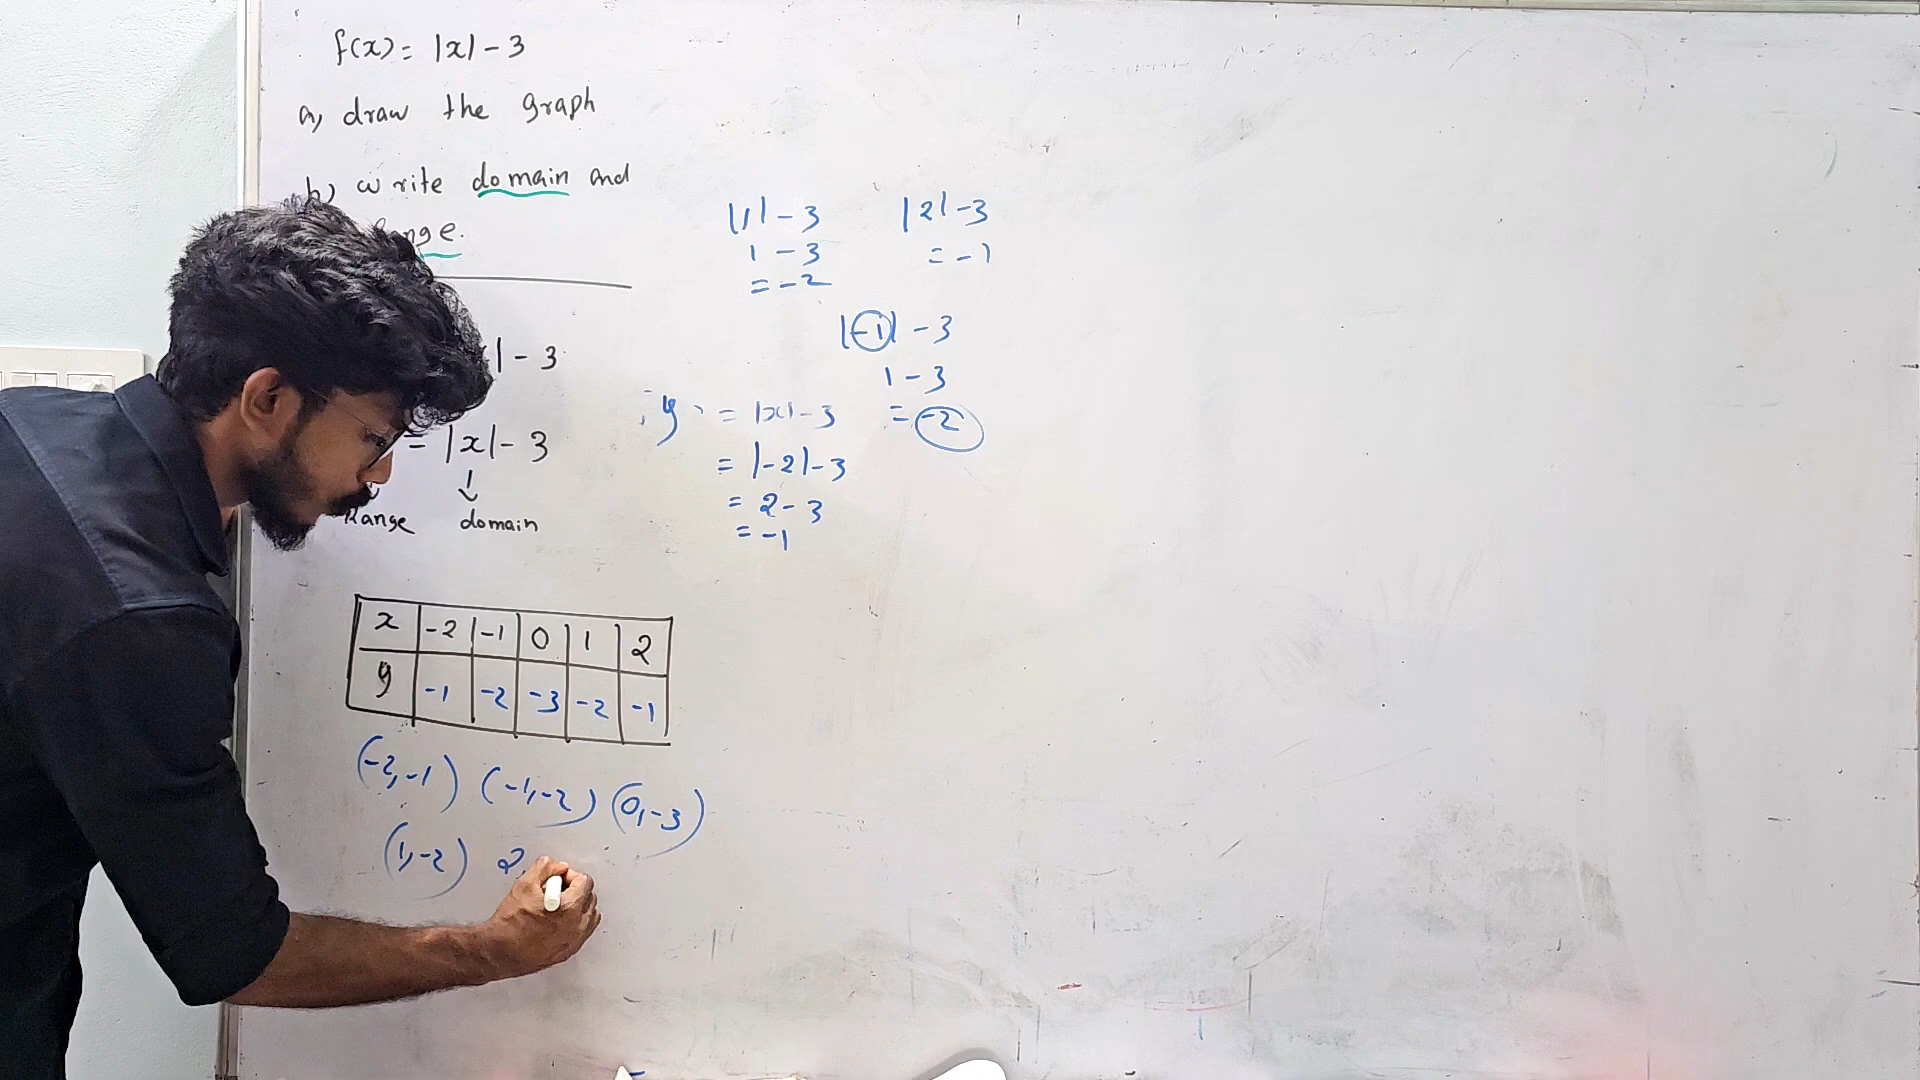 f(x) = |x| - 3
a) draw the graph
b) write domain and
|1| - 3
1 - 3
= -2
|2| - 3
= -1
|-1| - 3
1 - 3
= -2
y = |x| - 3
= |-2| - 3
= 2 - 3
= -1
| - 3
= |x| - 3
Range domain
x -2 -1 0 1 2
y -1 -2 -3 -2 -1
(-2,-1) (-1,-2) (0,-3)
(1,-2) 2,